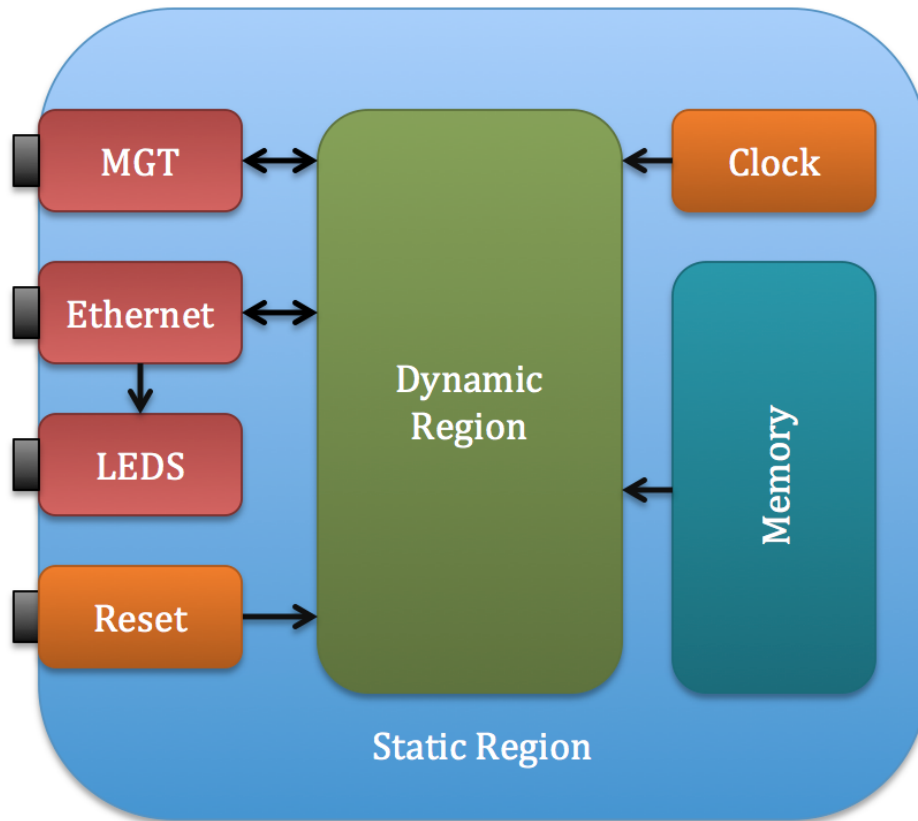 MGT
Clock
Ethernet
Dynamic
Region
LEDS
Memory
Reset
Static Region